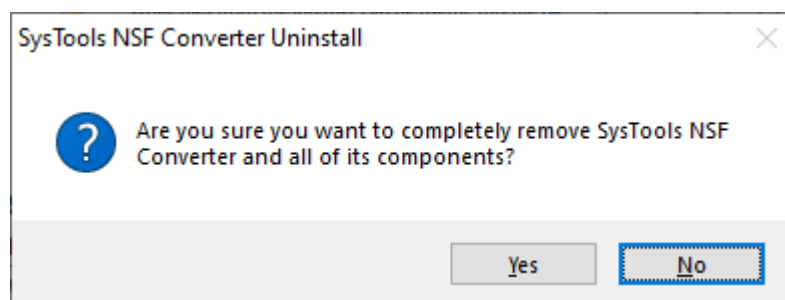 SysTools NSF Converter Uninstall
?
Are you sure you want to completely remove SysTools NSF
Converter and all of its components?
Yes
No